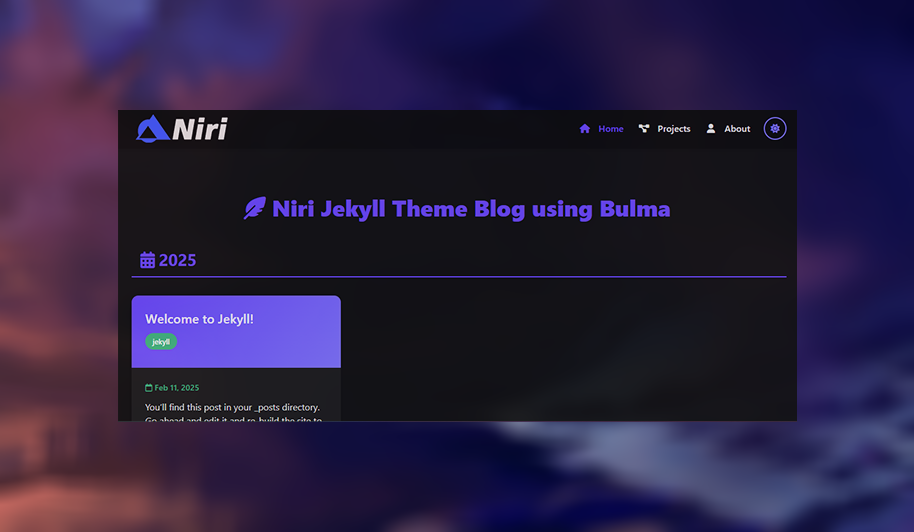 Niri
Home Projects About
Niri Jekyll Theme Blog using Bulma
2025
Welcome to Jekyll!
jekyll
Feb 11, 2025
You'll find this post in your _posts directory.
Go ahead and edit it and re-build the site to